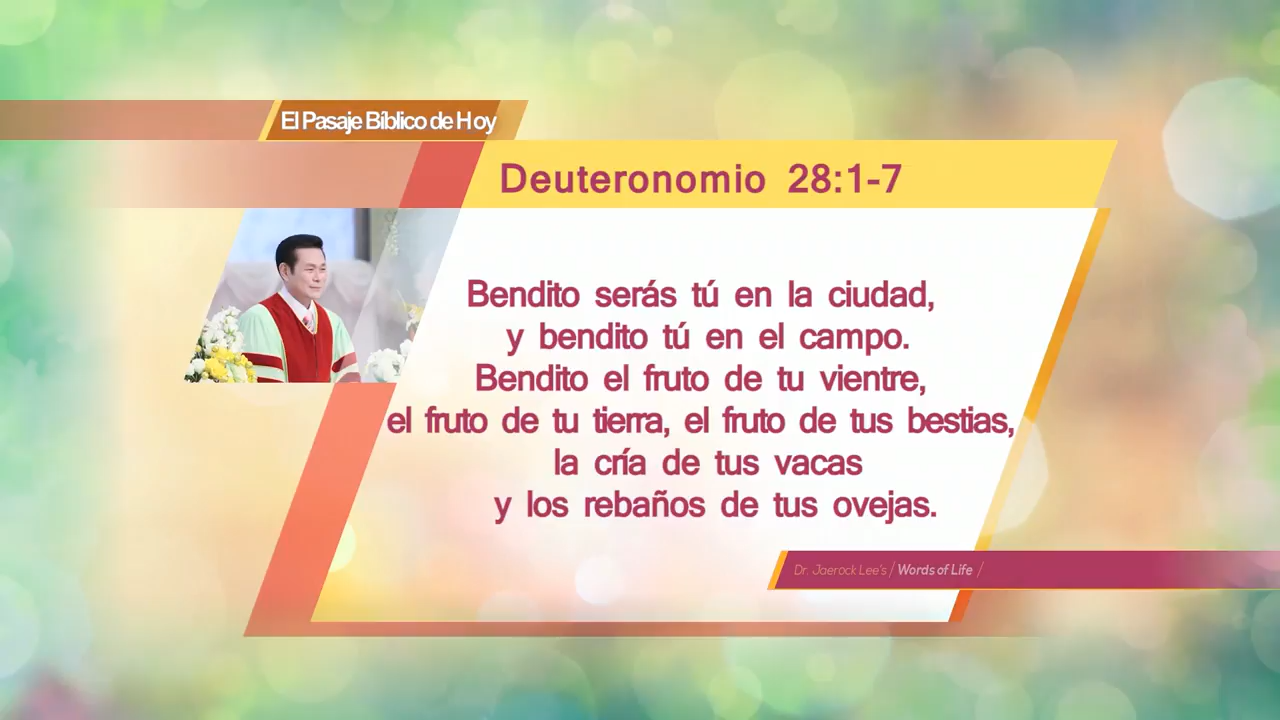 El Pasaje Bíblico de Hoy
Deuteronomio 28:1-7
Bendito serás tú en la ciudad,
y bendito tú en el campo.
Bendito el fruto de tu vientre,
el fruto de tu tierra, el fruto de tus bestias,
la cría de tus vacas
y los rebaños de tus ovejas.
Dr. Jaerock Lee's / Words of Life /